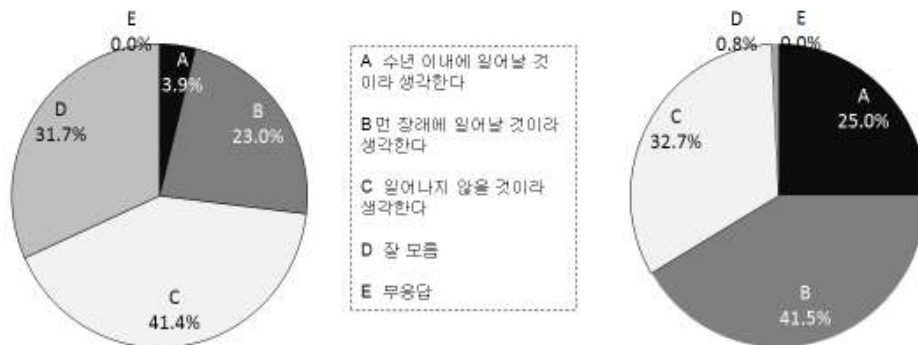 E
0.0%
A
3.9%
B
23.0%
D
31.7%
C
41.4%
A 수년 이내에 일어날 것
이라 생각한다
B 먼 장래에 일어날 것이라
생각한다
C 일어나지 않을 것이라
생각한다
D 잘 모름
E 무응답
D
0.8%
E
0.0%
A
25.0%
C
32.7%
B
41.5%